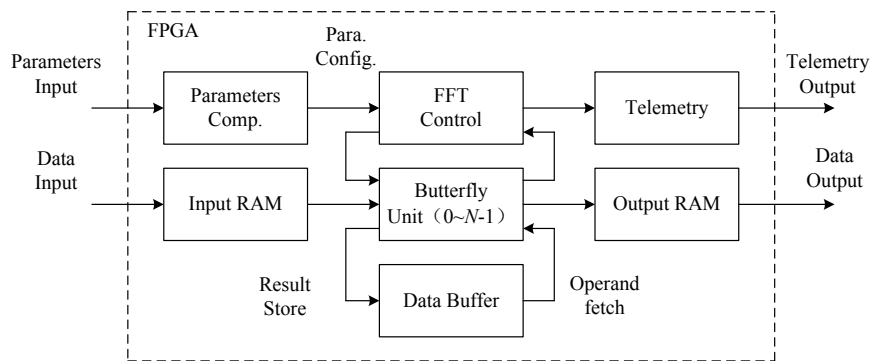 FPGA
Para.
Config.
Parameters
Input
Parameters
Comp.
FFT
Control
Telemetry
Telemetry
Output
Data
Input
Input RAM
Butterfly
Unit（0~N-1）
Output RAM
Data
Output
Result
Store
Data Buffer
Operand
fetch